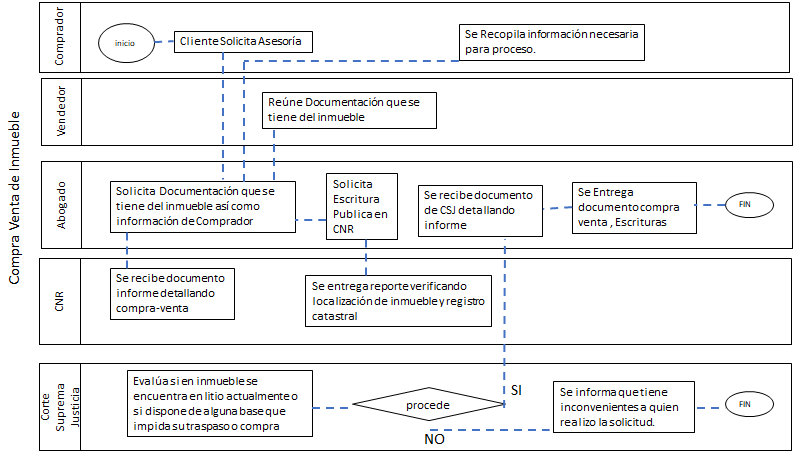 Compra Venta de Inmueble
Comprador
inicio
Cliente Solicita Asesoría
Se Recopila información necesaria
para proceso.
Vendedor
Reúne Documentación que se
tiene del inmueble
Abogado
Solicita Documentación que se
tiene del inmueble así como
información de Comprador
Solicita
Escritura
Publica en
CNR
Se recibe documento
de CSJ detallando
informe
Se Entrega
documento compra
venta , Escrituras
FIN
CNR
Se recibe documento
informe detallando
compra-venta
Se entrega reporte verificando
localización de inmueble y registro
catastral
Corte
Suprema
Justicia
Evalúa si en inmueble se
encuentra en litio actualmente o
si dispone de alguna base que
impida su traspaso o compra
procede
SI
NO
Se informa que tiene
inconvenientes a quien
realizo la solicitud.
FIN